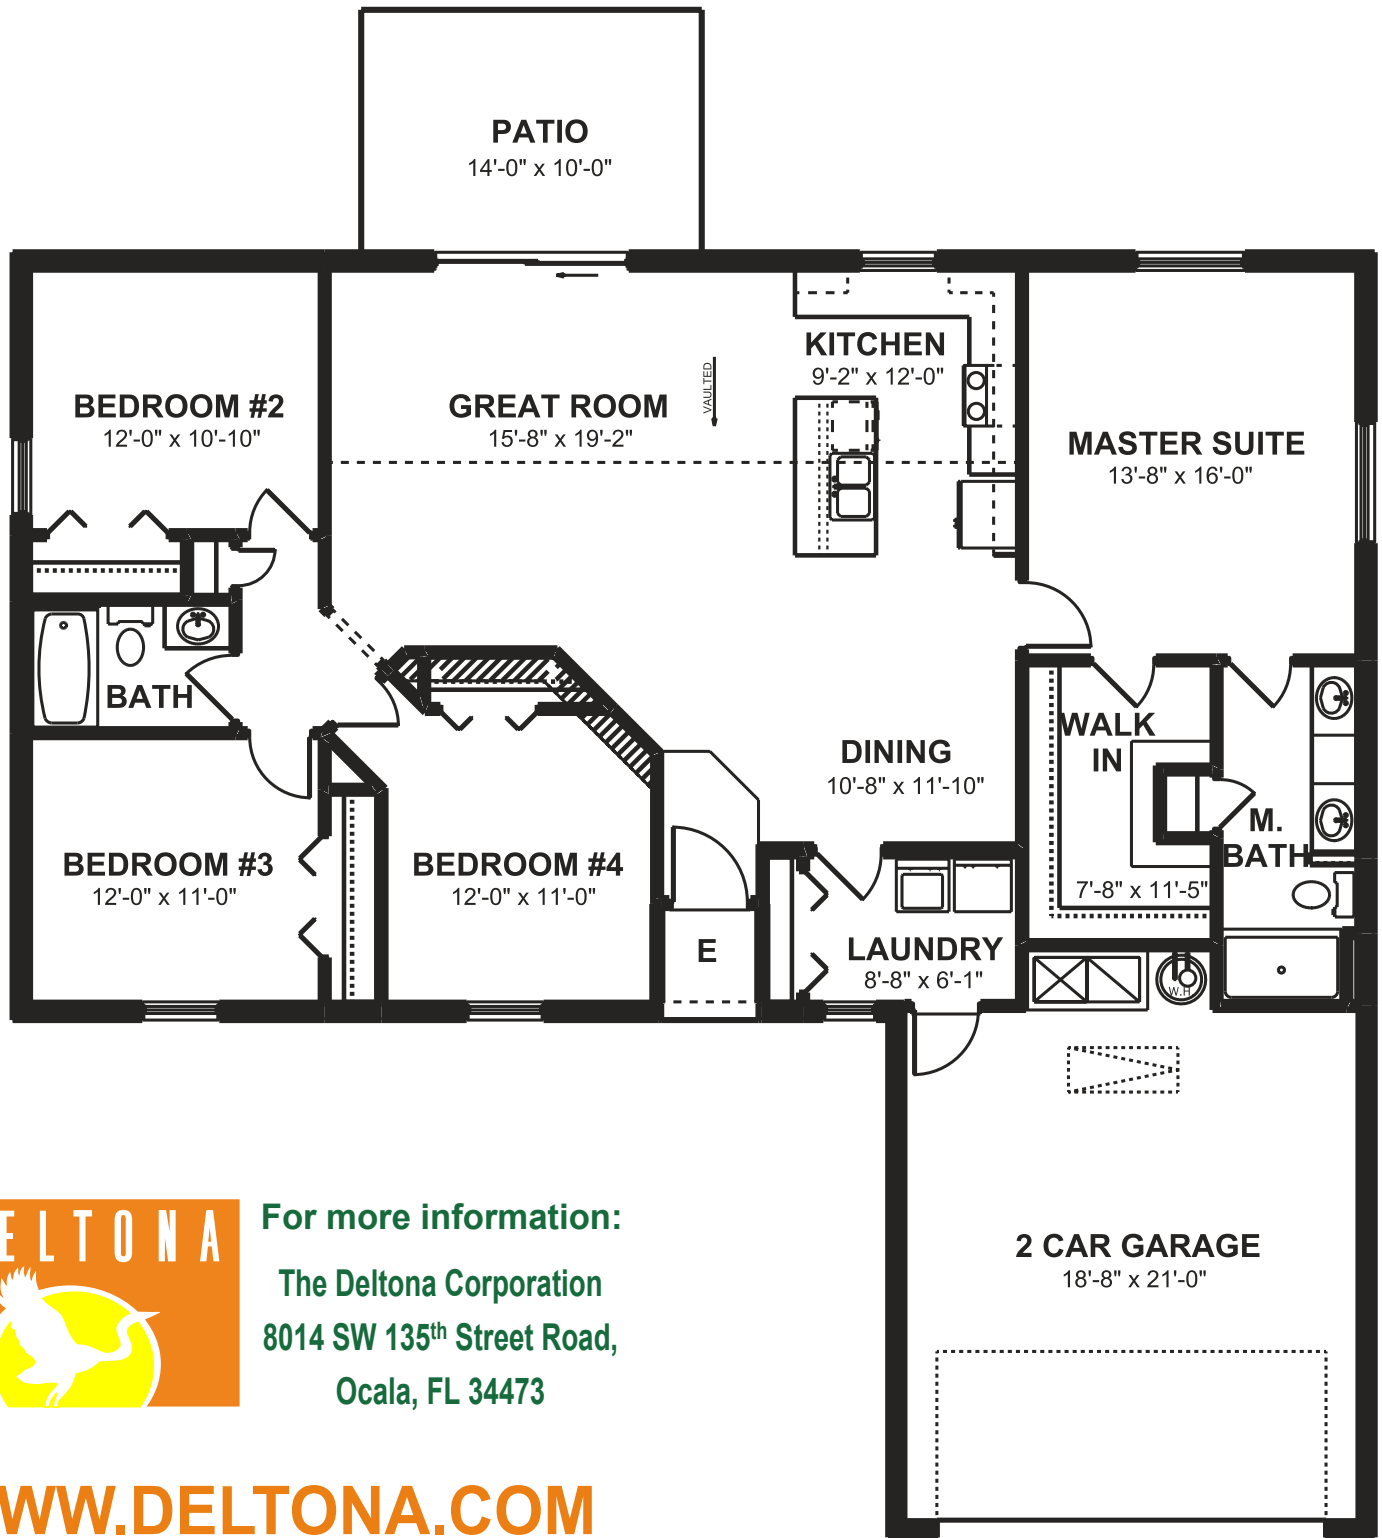 PATIO
14'-0" x 10'-0"
KITCHEN
9'-2" x 12'-0"
VAULTED
BEDROOM #2
12'-0" x 10'-10"
GREAT ROOM
15'-8" x 19'-2"
MASTER SUITE
13'-8" x 16'-0"
BATH
WALK
IN
7'-8" x 11'-5"
DINING
10'-8" x 11'-10"
M.
BATH
BEDROOM #3
12'-0" x 11'-0"
BEDROOM #4
12'-0" x 11'-0"
E
LAUNDRY
8'-8" x 6'-1"
W.H
2 CAR GARAGE
18'-8" x 21'-0"
ELTONA
For more information:
The Deltona Corporation
8014 SW 135th Street Road,
Ocala, FL 34473
WW.DELTONA.COM